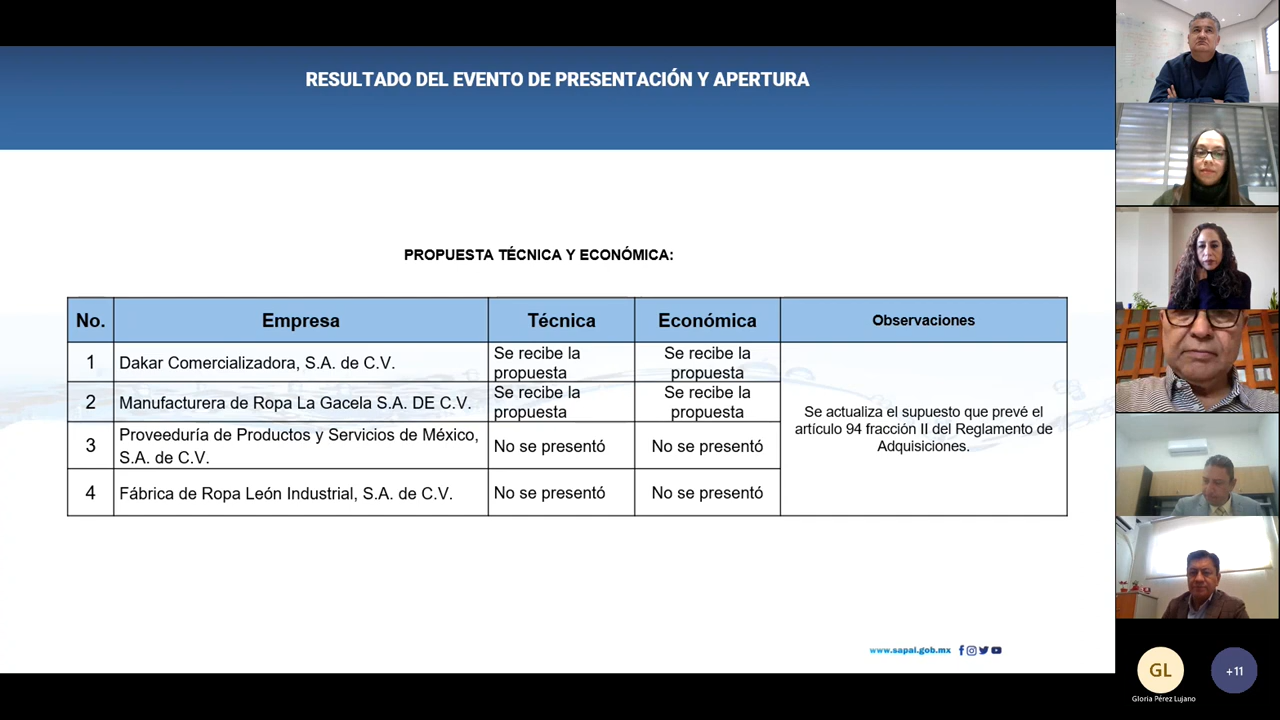 RESULTADO DEL EVENTO DE PRESENTACIÓN Y APERTURA
PROPUESTA TÉCNICA Y ECONÓMICA:
No. Empresa Técnica Económica Observaciones
1 Dakar Comercializadora, S.A. de C.V. Se recibe la propuesta Se recibe la propuesta
2 Manufacturera de Ropa La Gacela S.A. DE C.V. Se recibe la propuesta Se recibe la propuesta
3 Proveeduría de Productos y Servicios de México, S.A. de C.V. No se presentó No se presentó
4 Fábrica de Ropa León Industrial, S.A. de C.V. No se presentó No se presentó
Se actualiza el supuesto que prevé el
artículo 94 fracción II del Reglamento de
Adquisiciones.
www.sapal.gob.mx
GL
+11
Gloria Pérez Lujano